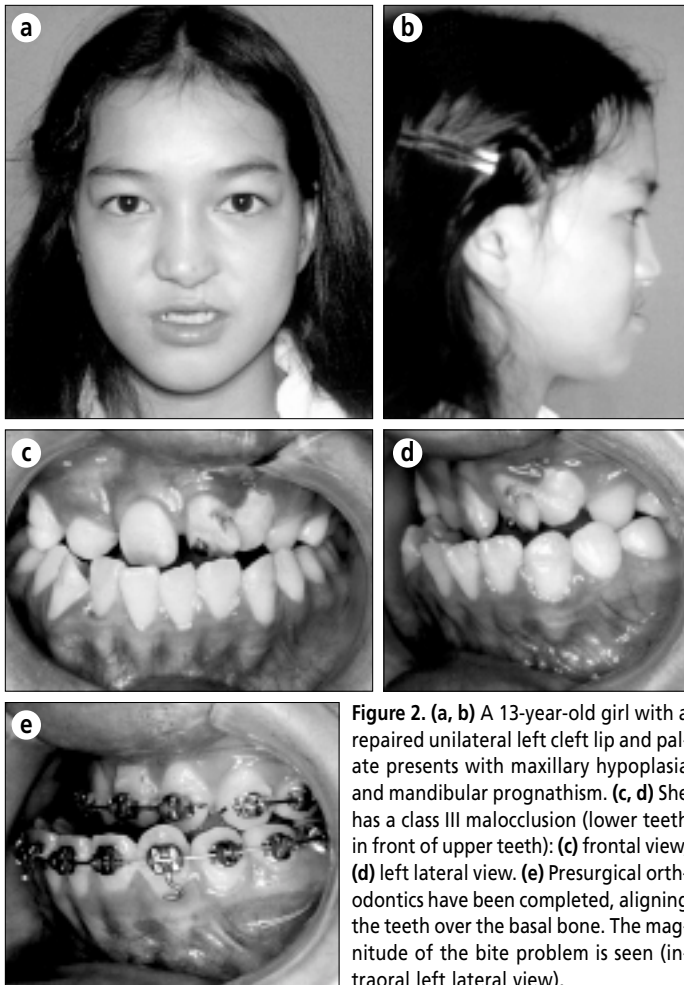 a
b
c
d
e
Figure 2. (a, b) A 13-year-old girl with a
repaired unilateral left cleft lip and pal-
ate presents with maxillary hypoplasia
and mandibular prognathism. (c, d) She
has a class III malocclusion (lower teeth
in front of upper teeth): (c) frontal view
(d) left lateral view. (e) Presurgical orth-
odontics have been completed, aligning
the teeth over the basal bone. The mag-
nitude of the bite problem is seen (in-
traoral left lateral view).